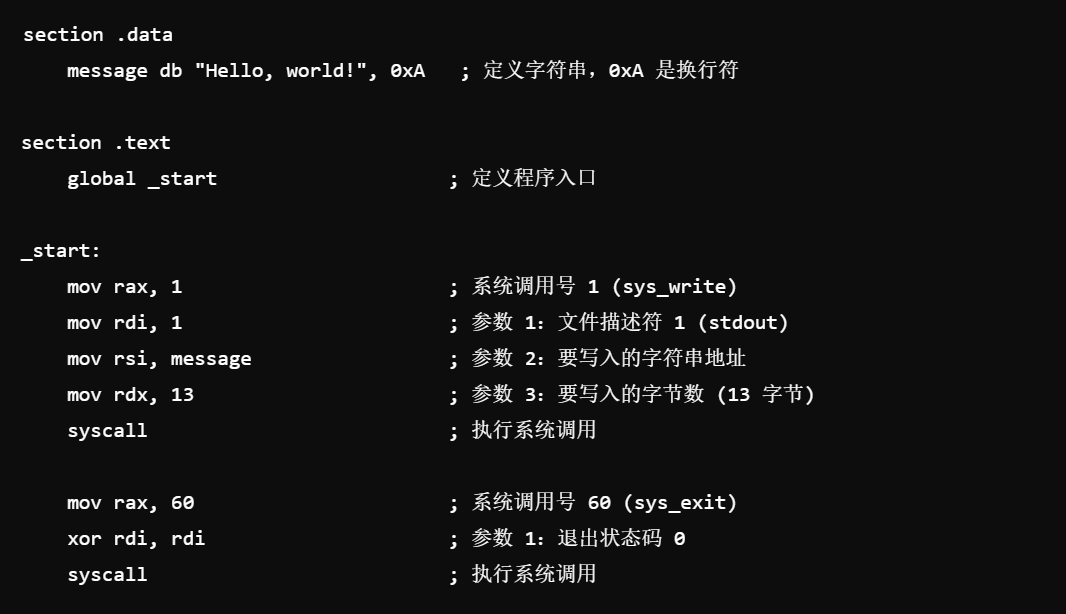 section .data
    message db "Hello, world!", 0xA   ; 定义字符串，0xA 是换行符

section .text
    global _start                    ; 定义程序入口

_start:
    mov rax, 1                       ; 系统调用号 1 (sys_write)
    mov rdi, 1                       ; 参数 1：文件描述符 1 (stdout)
    mov rsi, message                 ; 参数 2：要写入的字符串地址
    mov rdx, 13                      ; 参数 3：要写入的字节数 (13 字节)
    syscall                          ; 执行系统调用

    mov rax, 60                      ; 系统调用号 60 (sys_exit)
    xor rdi, rdi                     ; 参数 1：退出状态码 0
    syscall                          ; 执行系统调用